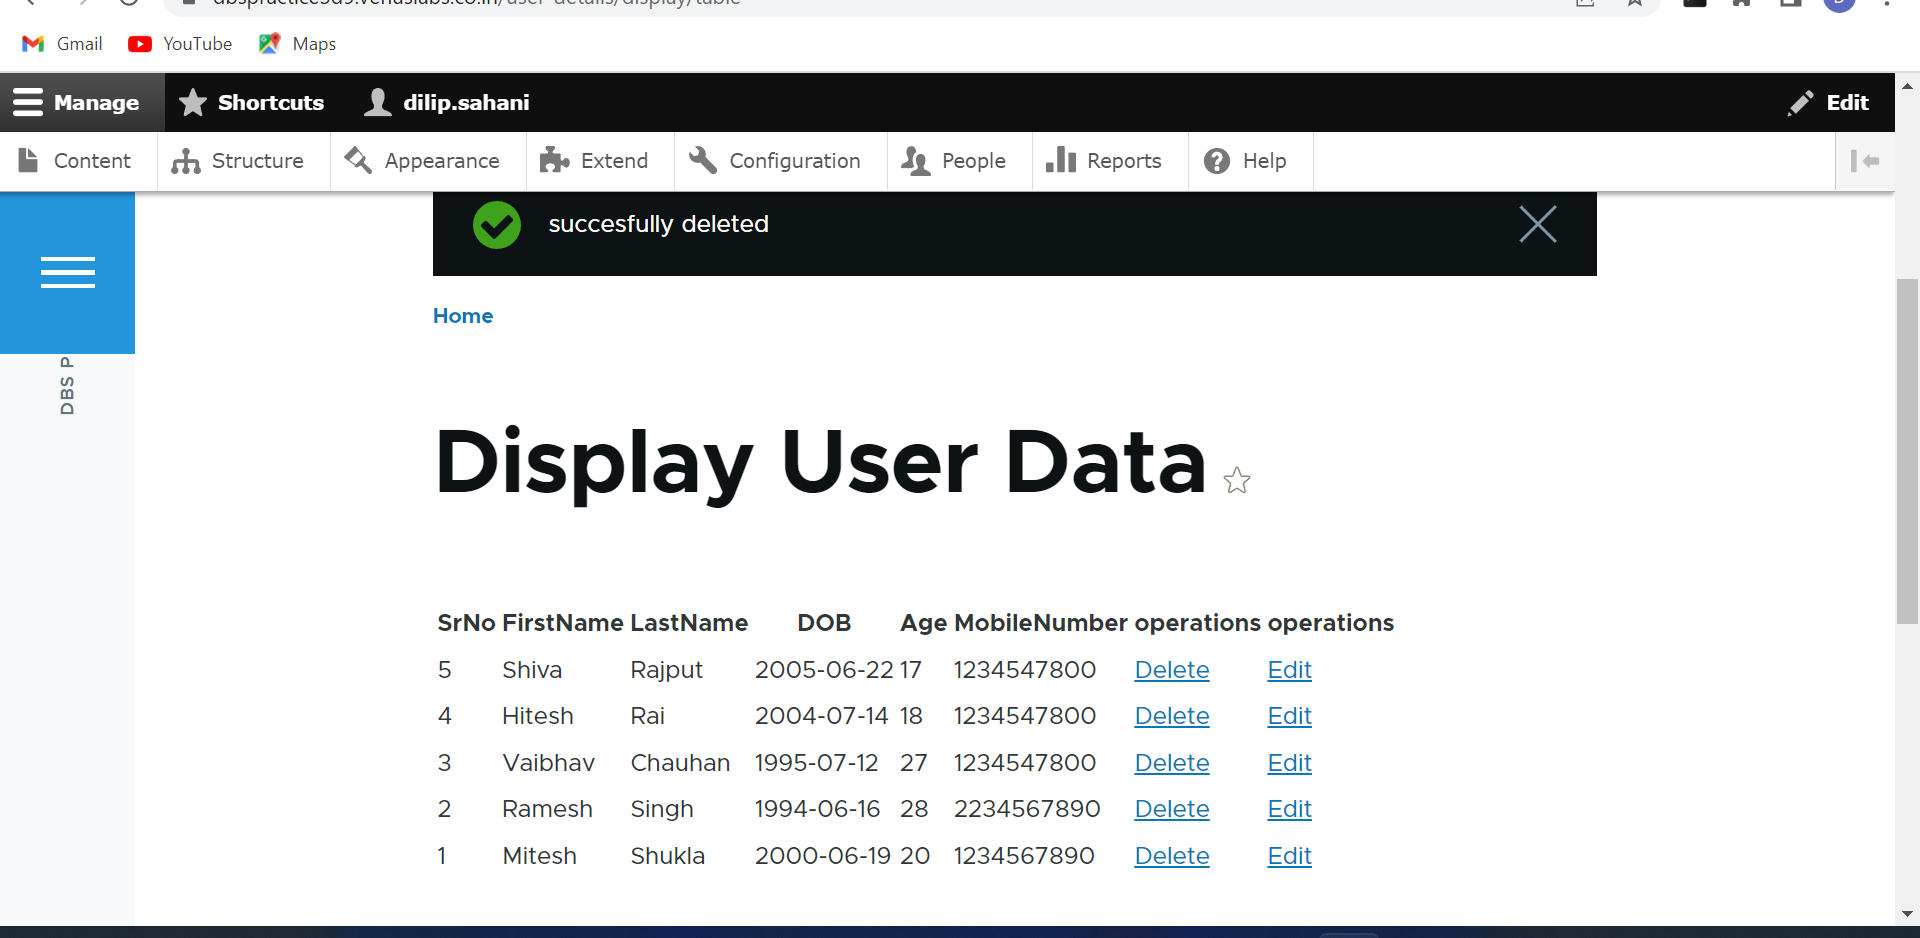 Gmail YouTube Maps
Manage Shortcuts dilip.sahani Edit
Content Structure Appearance Extend Configuration People Reports Help
succesfully deleted
Home
DBS P
Display User Data
SrNo FirstName LastName DOB Age MobileNumber operations operations
5 Shiva Rajput 2005-06-22 17 1234547800 Delete Edit
4 Hitesh Rai 2004-07-14 18 1234547800 Delete Edit
3 Vaibhav Chauhan 1995-07-12 27 1234547800 Delete Edit
2 Ramesh Singh 1994-06-16 28 2234567890 Delete Edit
1 Mitesh Shukla 2000-06-19 20 1234567890 Delete Edit